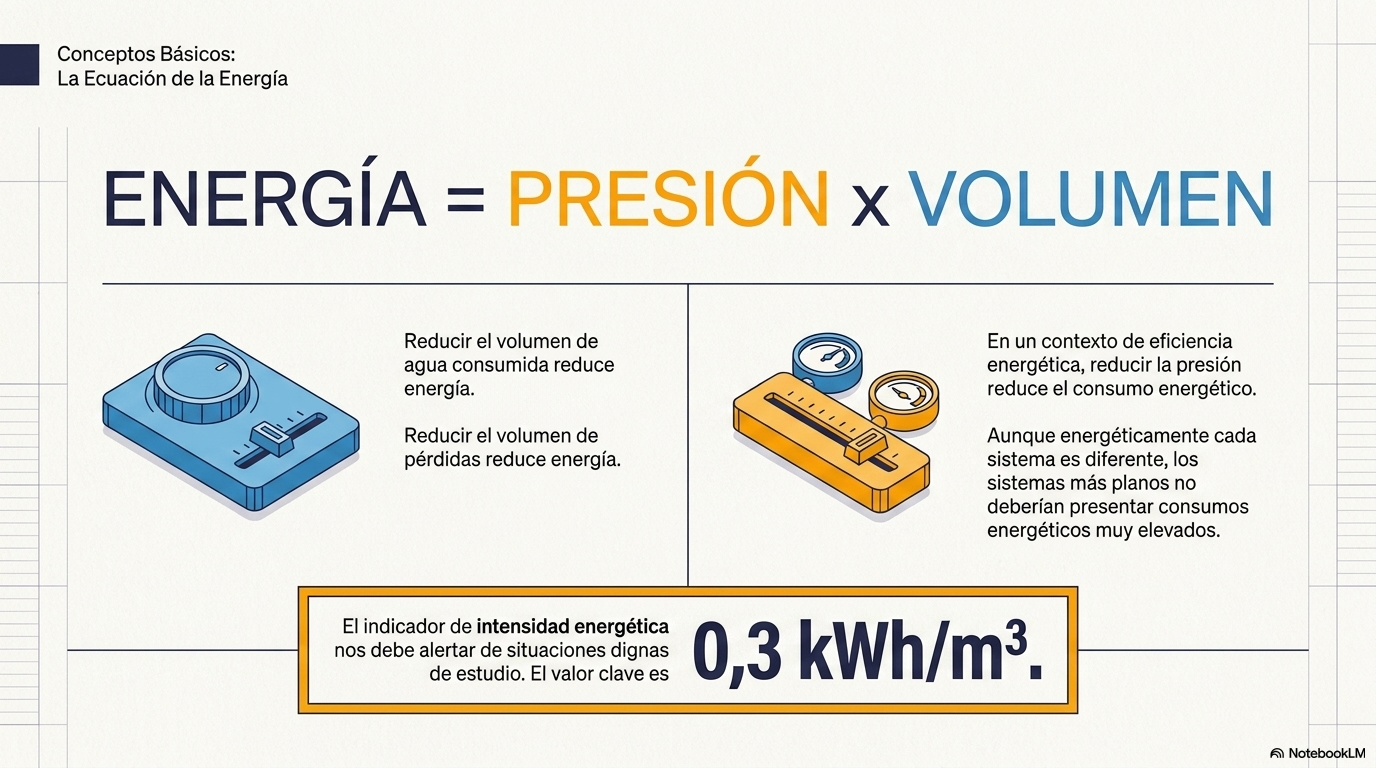 Conceptos Básicos:
La Ecuación de la Energía
ENERGÍA = PRESIÓN x VOLUMEN
Reducir el volumen de
agua consumida reduce
energía.
Reducir el volumen de
pérdidas reduce energía.
En un contexto de eficiencia
energética, reducir la presión
reduce el consumo energético.
Aunque energéticamente cada
sistema es diferente, los
sistemas más planos no
deberían presentar consumos
energéticos muy elevados.
El indicador de intensidad energética
nos debe alertar de situaciones dignas
de estudio. El valor clave es
0,3 kWh/m³.
NotebookLM